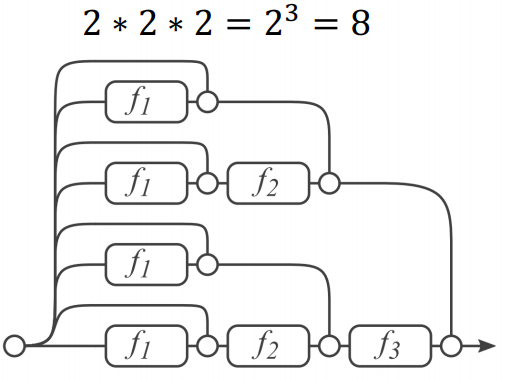 2 ∗ 2 ∗ 2 = 2³ = 8
f₁
f₁ f₂
f₁
f₁ f₂ f₃